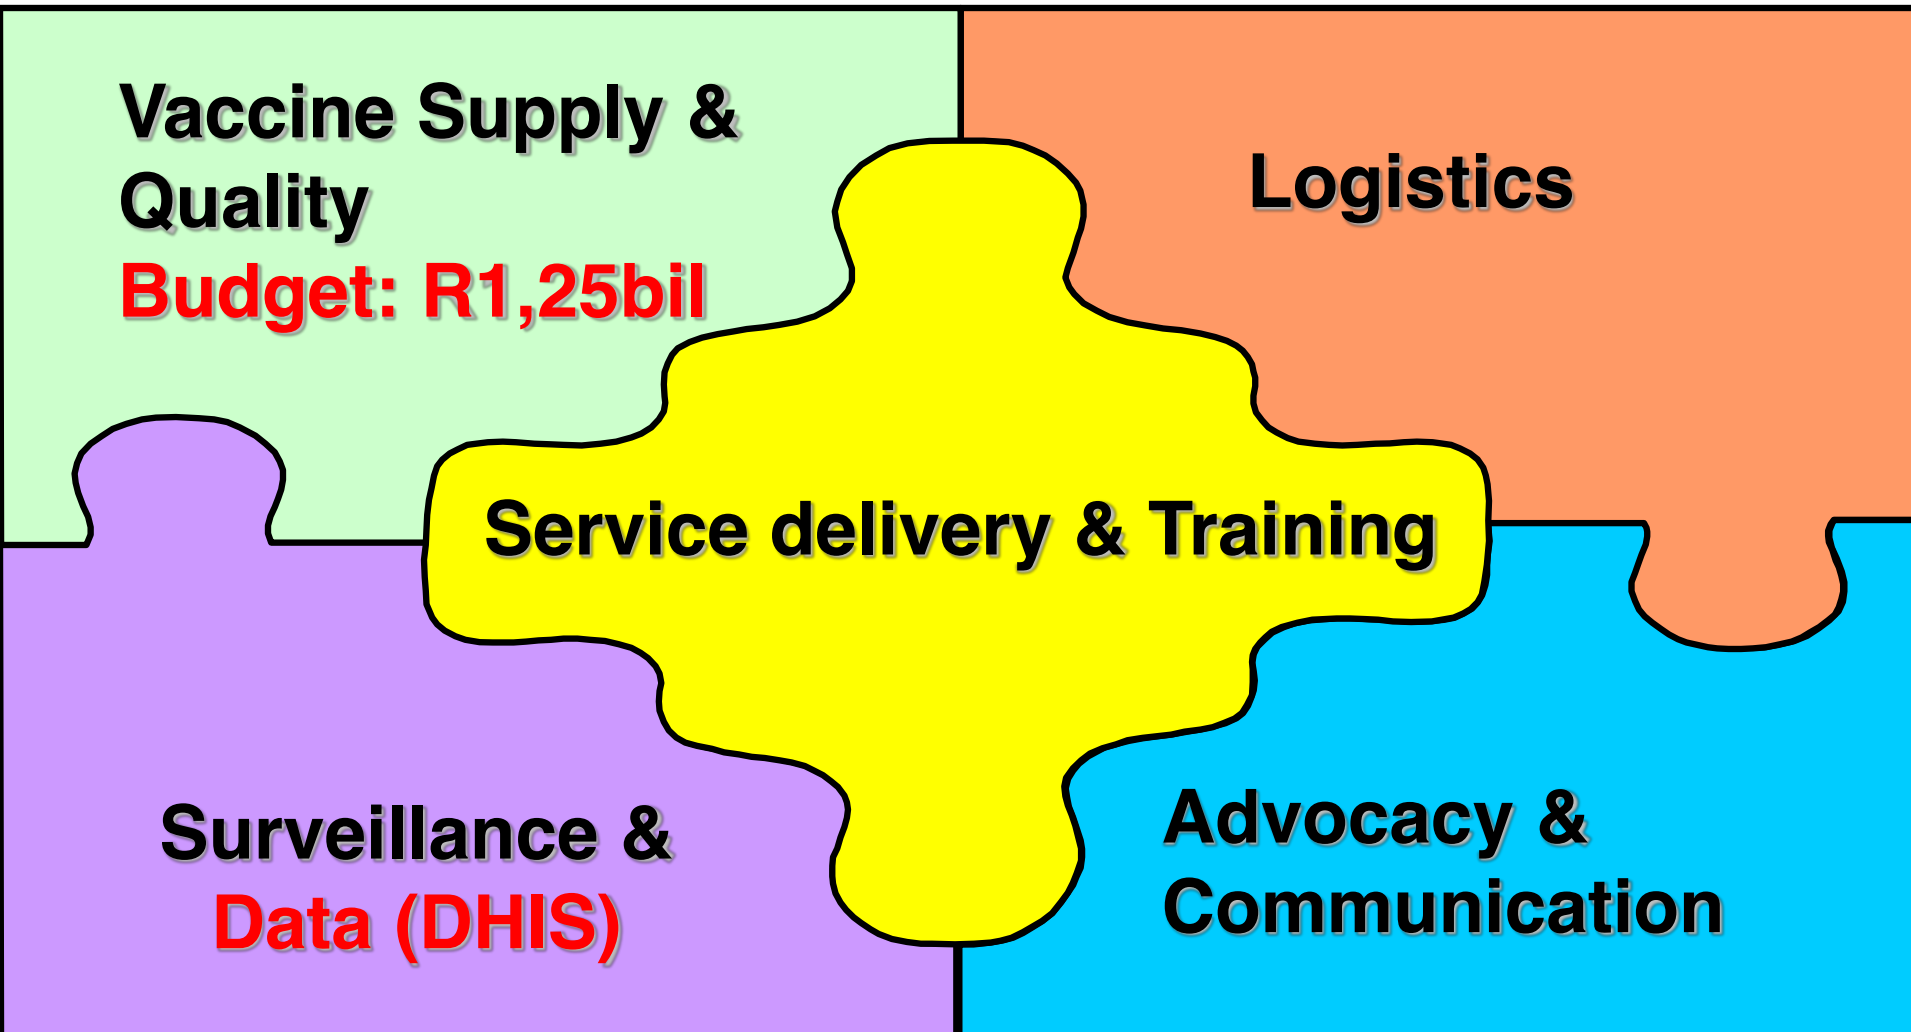 Vaccine Supply &
Quality
Budget: R1,25bil
Logistics
Service delivery & Training
Surveillance &
Data (DHIS)
Advocacy &
Communication